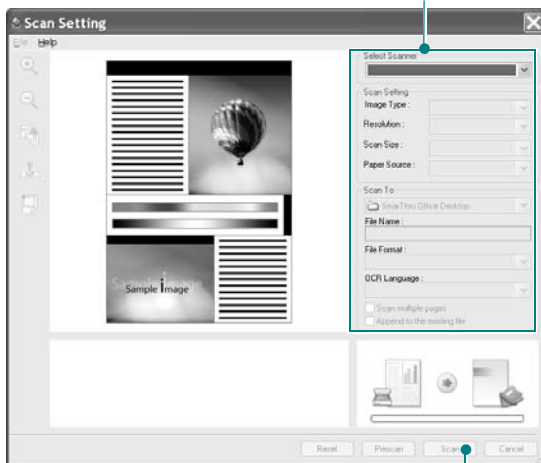 Scan Setting
File Help
Select Scanner
Scan Setting
Image Type :
Resolution :
Scan Size :
Paper Source :
Scan To
SmarThru Office Desktop
File Name :
File Format :
OCR Language :
Scan multiple pages
Append to the existing file
Sample image
Sample image
Reset Prescan Scan Cancel